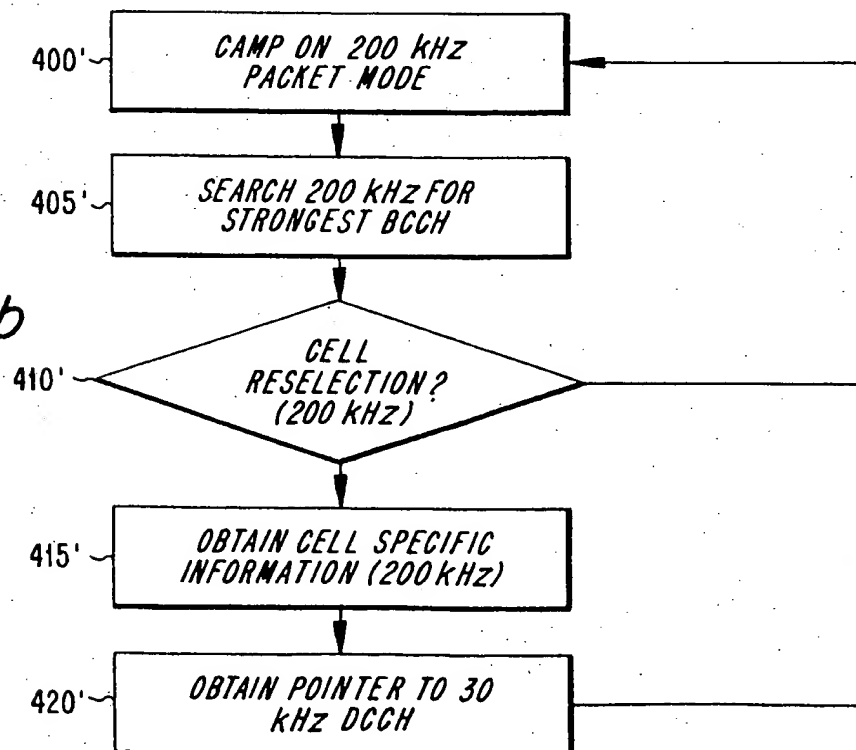 400'
CAMP ON 200 kHz
PACKET MODE
405'
SEARCH 200 kHz FOR
STRONGEST BCCH
b
410'
CELL
RESELECTION?
(200 kHz)
415'
OBTAIN CELL SPECIFIC
INFORMATION (200 kHz)
420'
OBTAIN POINTER TO 30
kHz DCCH